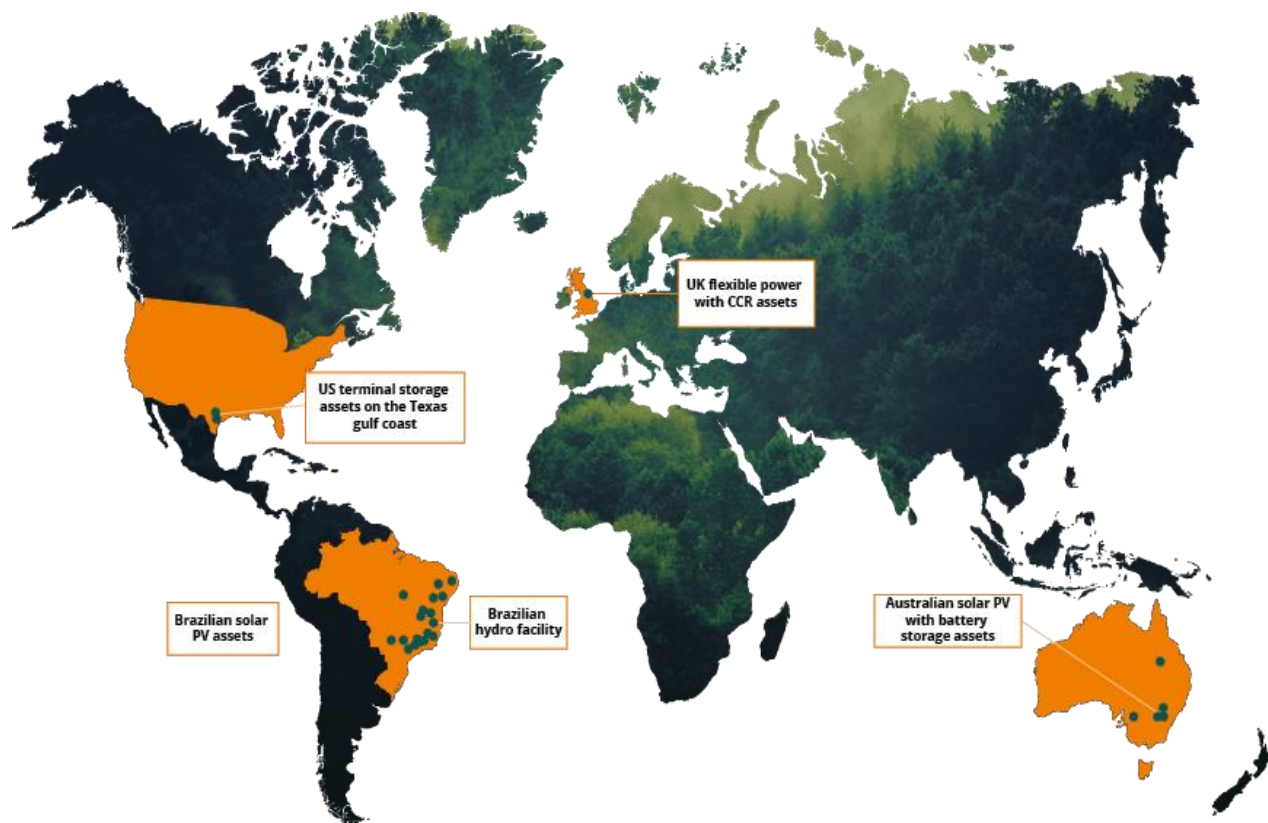 UK flexible power
with CCR assets
US terminal storage
assets on the Texas
gulf coast
Brazilian solar
PV assets
Brazilian
hydro facility
Australian solar PV
with battery
storage assets